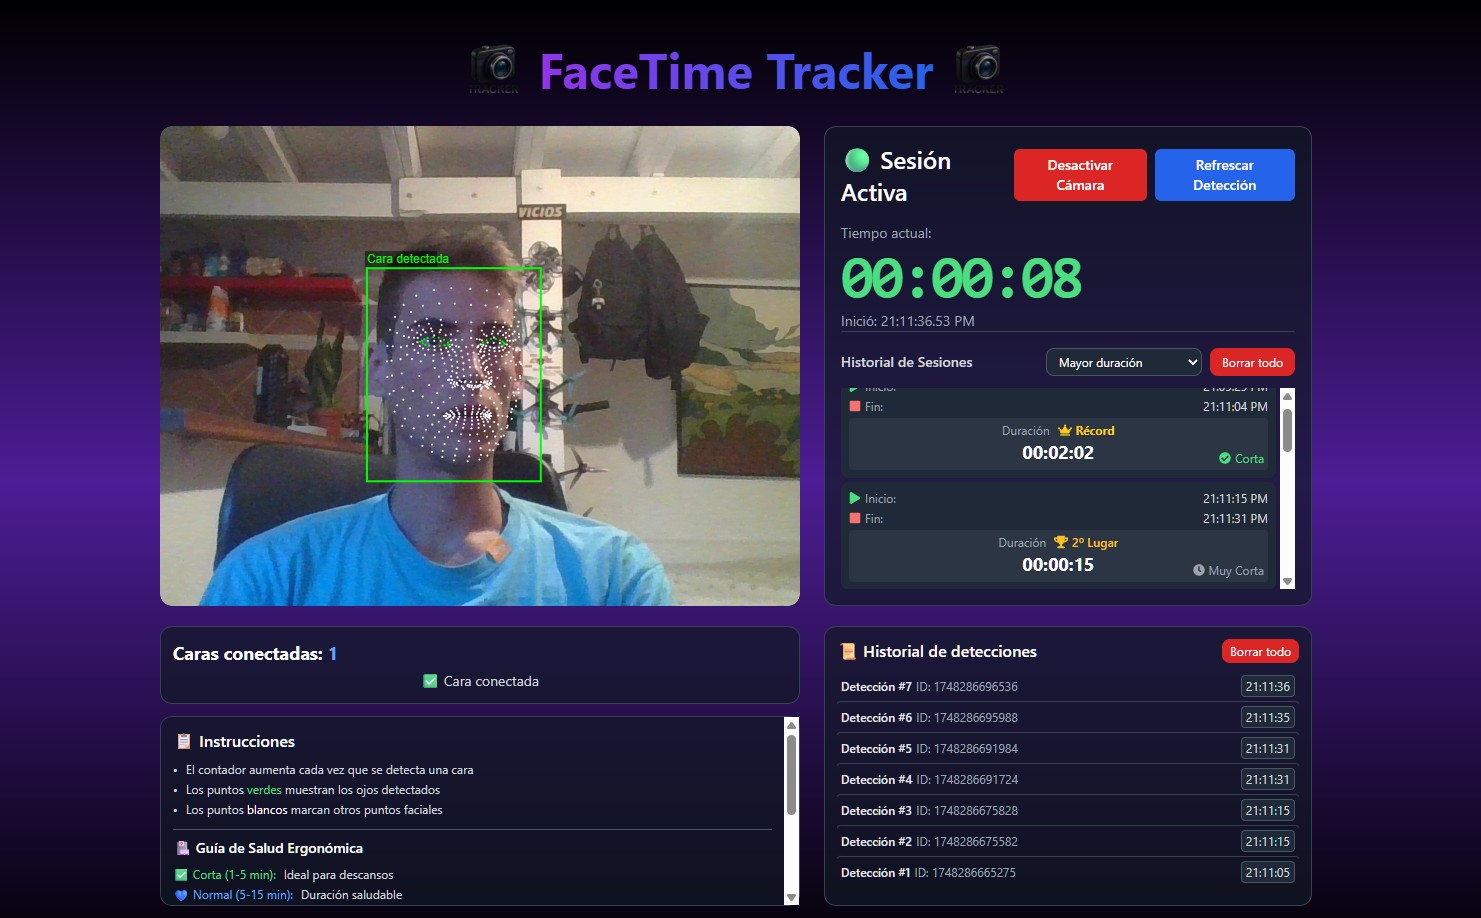 FaceTime Tracker
TRACKER
TRACKER
VICIOS
Cara detectada
Sesión
Activa
Desactivar
Cámara
Refrescar
Detección
Tiempo actual:
00:00:08
Inició: 21:11:36.53 PM
Historial de Sesiones
Mayor duración
Borrar todo
Inicio:
Fin:
21:11:04 PM
Duración Récord
00:02:02
Corta
Inicio:
21:11:15 PM
Fin:
21:11:31 PM
Duración 2º Lugar
00:00:15
Muy Corta
Caras conectadas: 1
Cara conectada
Instrucciones
• El contador aumenta cada vez que se detecta una cara
• Los puntos verdes muestran los ojos detectados
• Los puntos blancos marcan otros puntos faciales
Guía de Salud Ergonómica
Corta (1-5 min): Ideal para descansos
Normal (5-15 min): Duración saludable
Historial de detecciones
Borrar todo
Detección #7 ID: 1748286696536 21:11:36
Detección #6 ID: 1748286695988 21:11:35
Detección #5 ID: 1748286691984 21:11:31
Detección #4 ID: 1748286691724 21:11:31
Detección #3 ID: 1748286675828 21:11:15
Detección #2 ID: 1748286675582 21:11:15
Detección #1 ID: 1748286665275 21:11:05